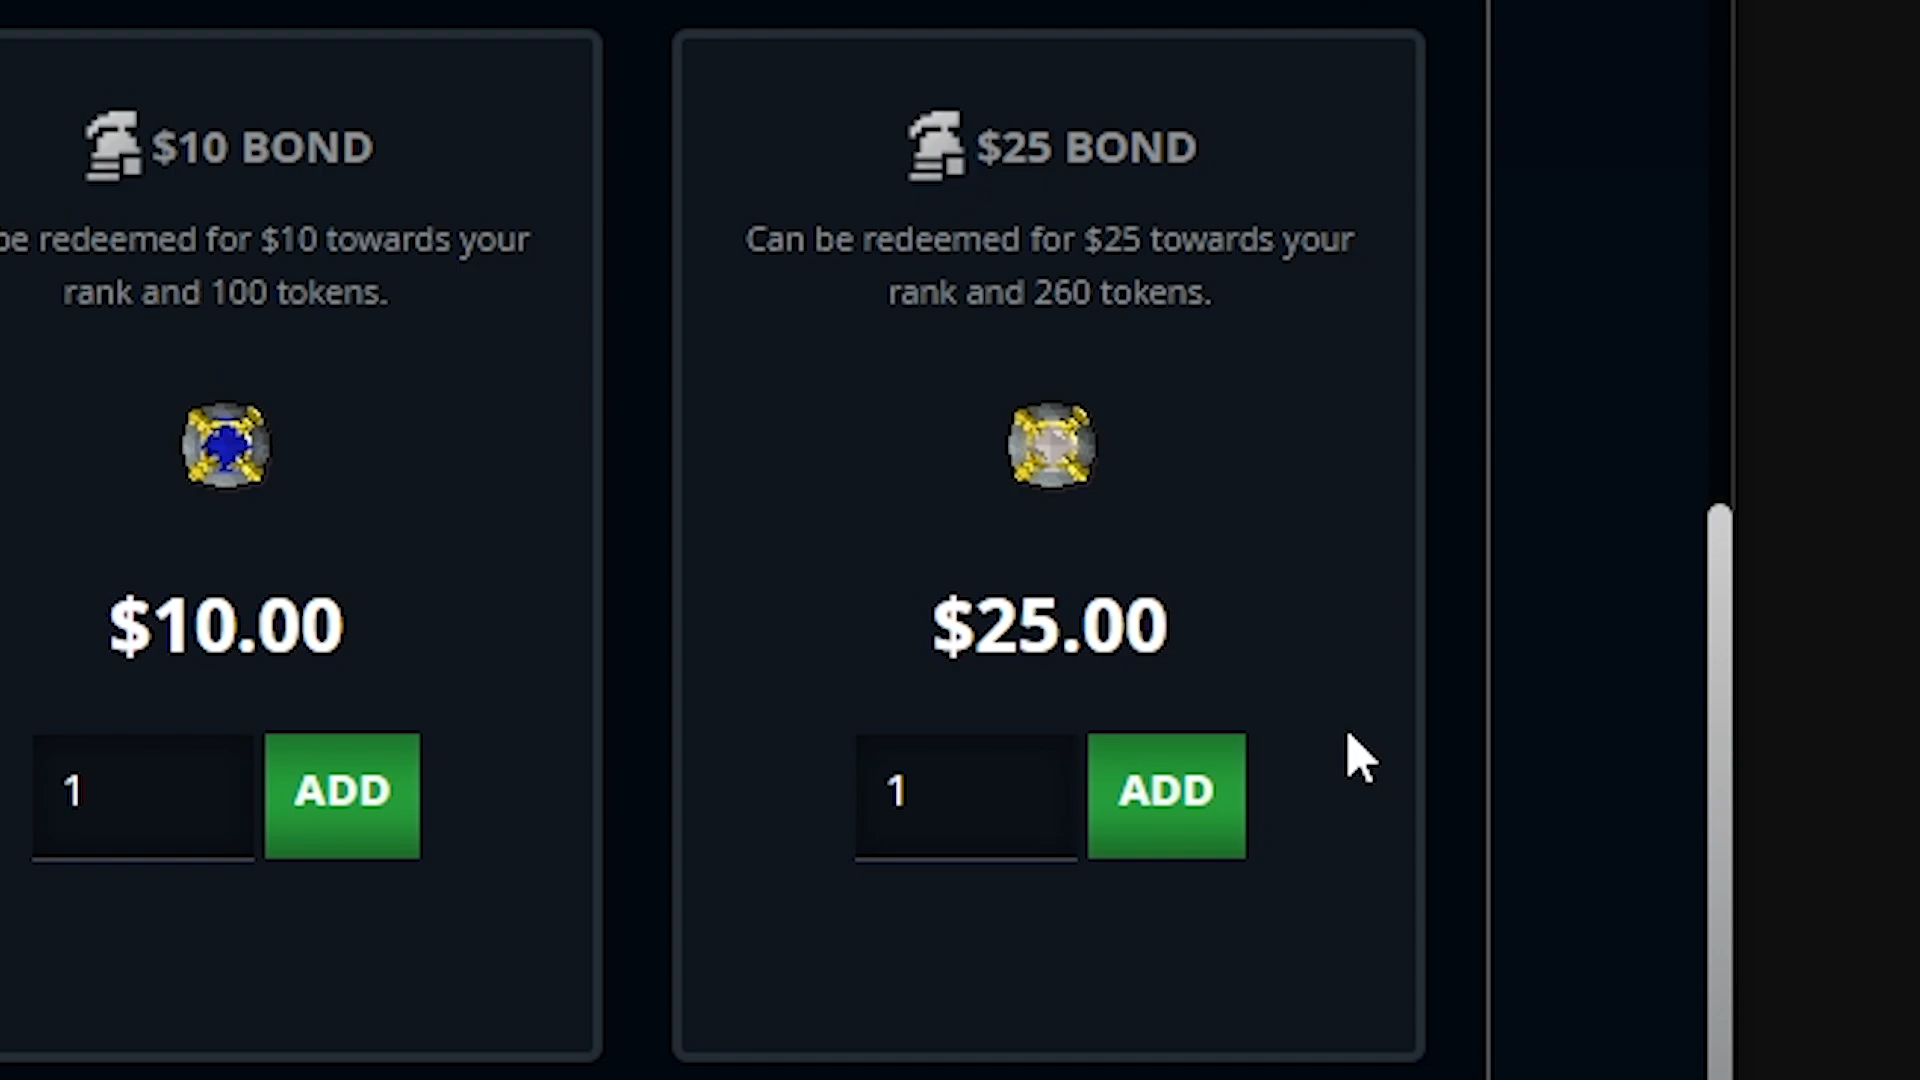 $10 BOND
be redeemed for $10 towards your
rank and 100 tokens.
$10.00
1
ADD
$25 BOND
Can be redeemed for $25 towards your
rank and 260 tokens.
$25.00
1
ADD